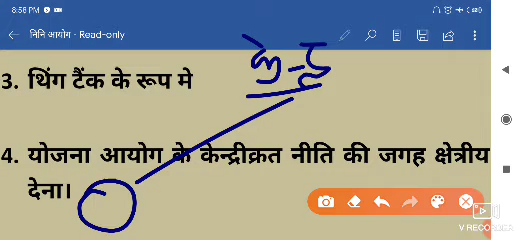 8:58 PM
निनि आयोग - Read-only
3. थिंग टैंक के रूप मे
4. योजना आयोग के केन्द्रीक्रत नीति की जगह क्षेत्रीय
देना।
V RECORDER